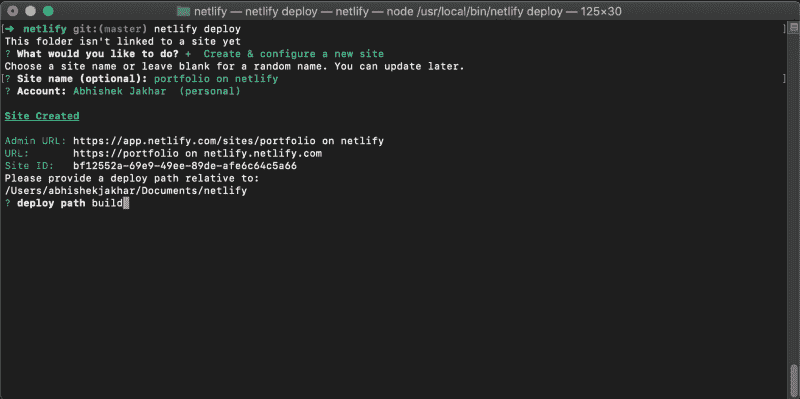 netlify — netlify deploy — netlify — node /usr/local/bin/netlify deploy — 125×30
[➜ netlify git:(master) netlify deploy ]
This folder isn't linked to a site yet
? What would you like to do? + Create & configure a new site
Choose a site name or leave blank for a random name. You can update later.
[? Site name (optional): portfolio on netlify ]
? Account: Abhishek Jakhar (personal)
Site Created
Admin URL: https://app.netlify.com/sites/portfolio on netlify
URL: https://portfolio on netlify.netlify.com
Site ID: bf12552a-69e9-49ee-89de-afe6c64c5a66
Please provide a deploy path relative to:
/Users/abhishekjakhar/Documents/netlify
? deploy path build